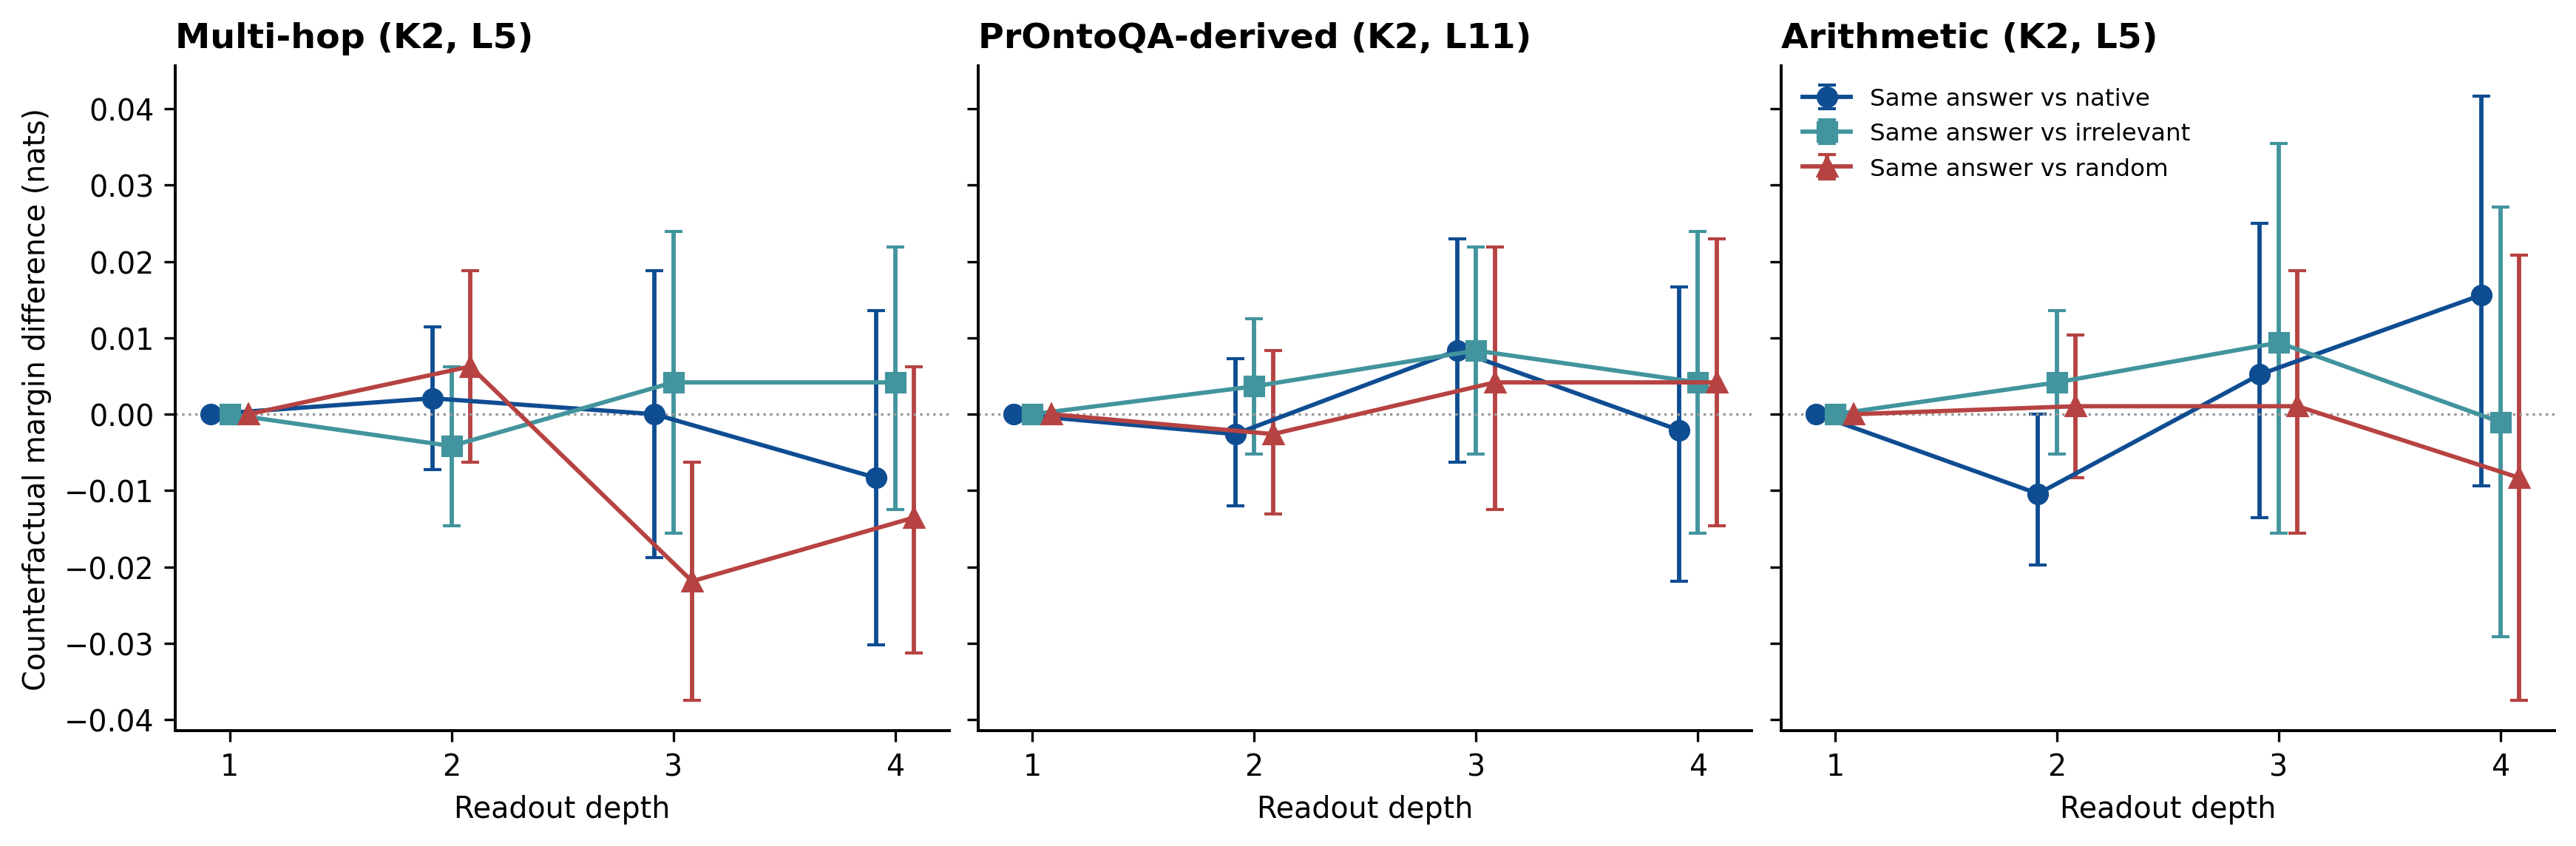 Multi-hop (K2, L5)
PrOntoQA-derived (K2, L11)
Arithmetic (K2, L5)
Counterfactual margin difference (nats)
0.04
0.03
0.02
0.01
0.00
−0.01
−0.02
−0.03
−0.04
Same answer vs native
Same answer vs irrelevant
Same answer vs random
1 2 3 4
1 2 3 4
1 2 3 4
Readout depth
Readout depth
Readout depth